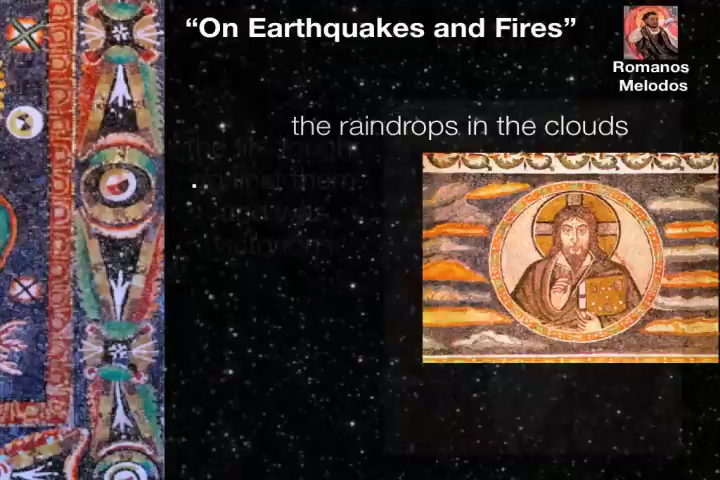 “On Earthquakes and Fires”
Romanos
Melodos
the raindrops in the clouds
. .